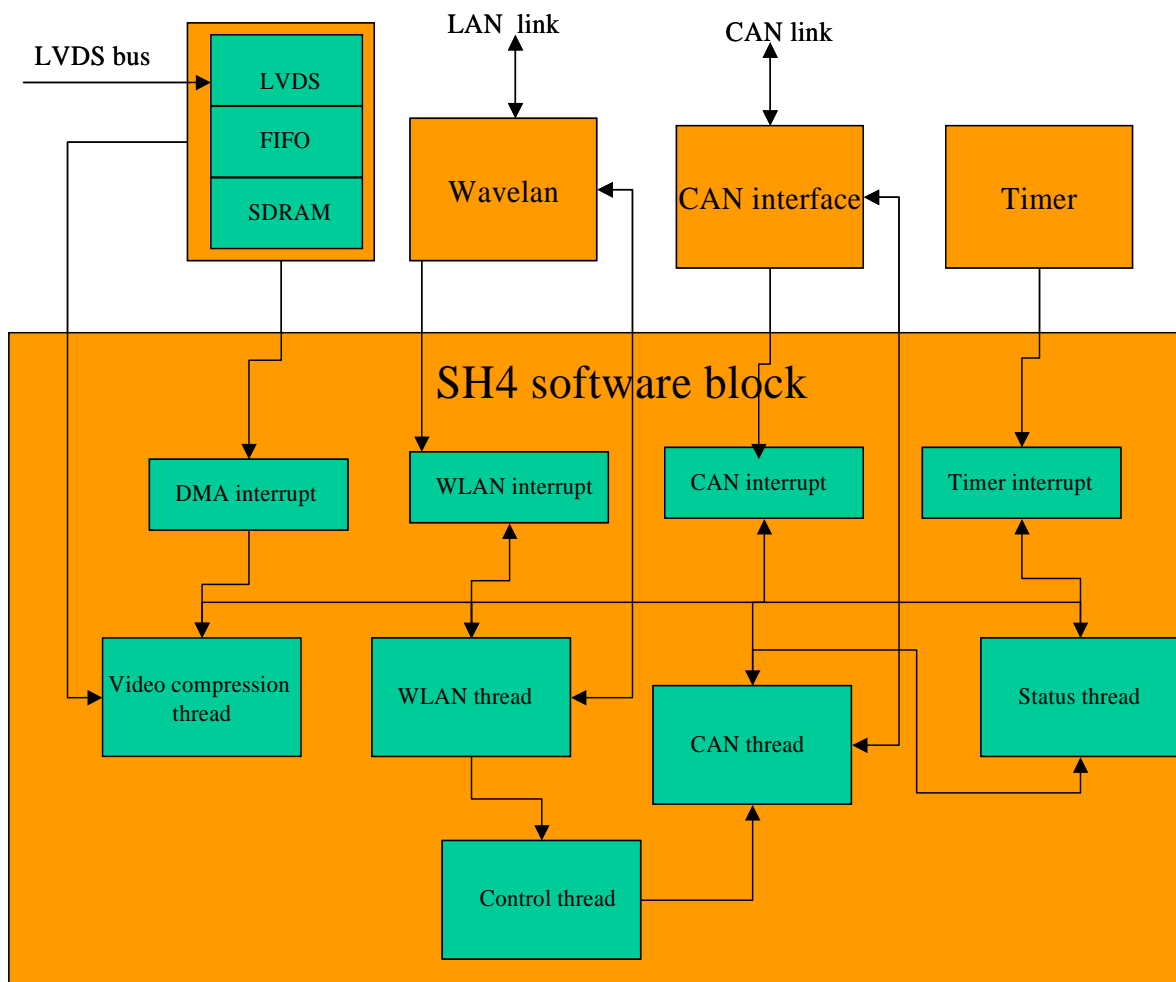 LVDS bus
LAN link
CAN link
LVDS
FIFO
SDRAM
Wavelan
CAN interface
Timer
SH4 software block
DMA interrupt
WLAN interrupt
CAN interrupt
Timer interrupt
Video compression
thread
WLAN thread
CAN thread
Status thread
Control thread